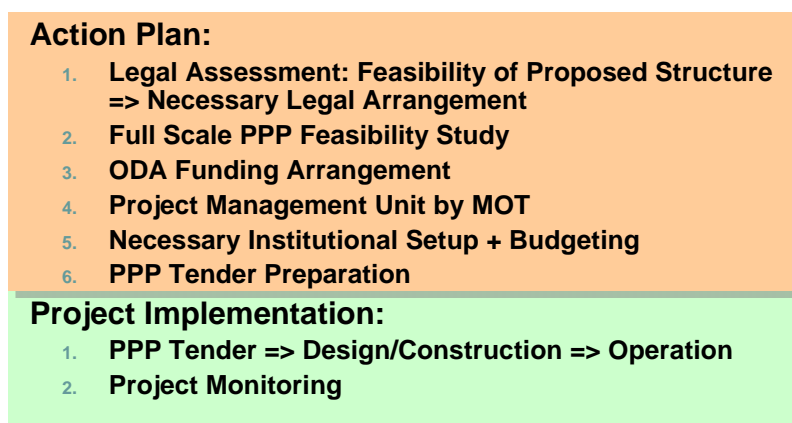 Action Plan:
1. Legal Assessment: Feasibility of Proposed Structure
=> Necessary Legal Arrangement
2. Full Scale PPP Feasibility Study
3. ODA Funding Arrangement
4. Project Management Unit by MOT
5. Necessary Institutional Setup + Budgeting
6. PPP Tender Preparation
Project Implementation:
1. PPP Tender => Design/Construction => Operation
2. Project Monitoring